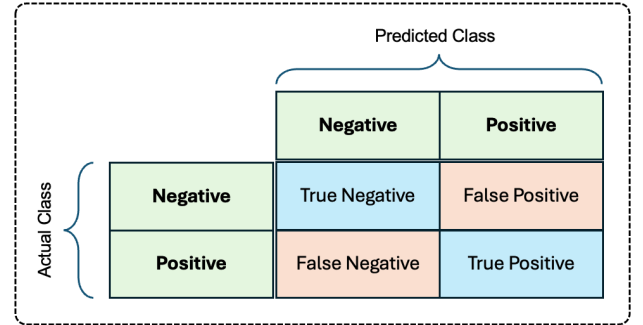 Predicted Class
Negative Positive
Actual Class
Negative True Negative False Positive
Positive False Negative True Positive